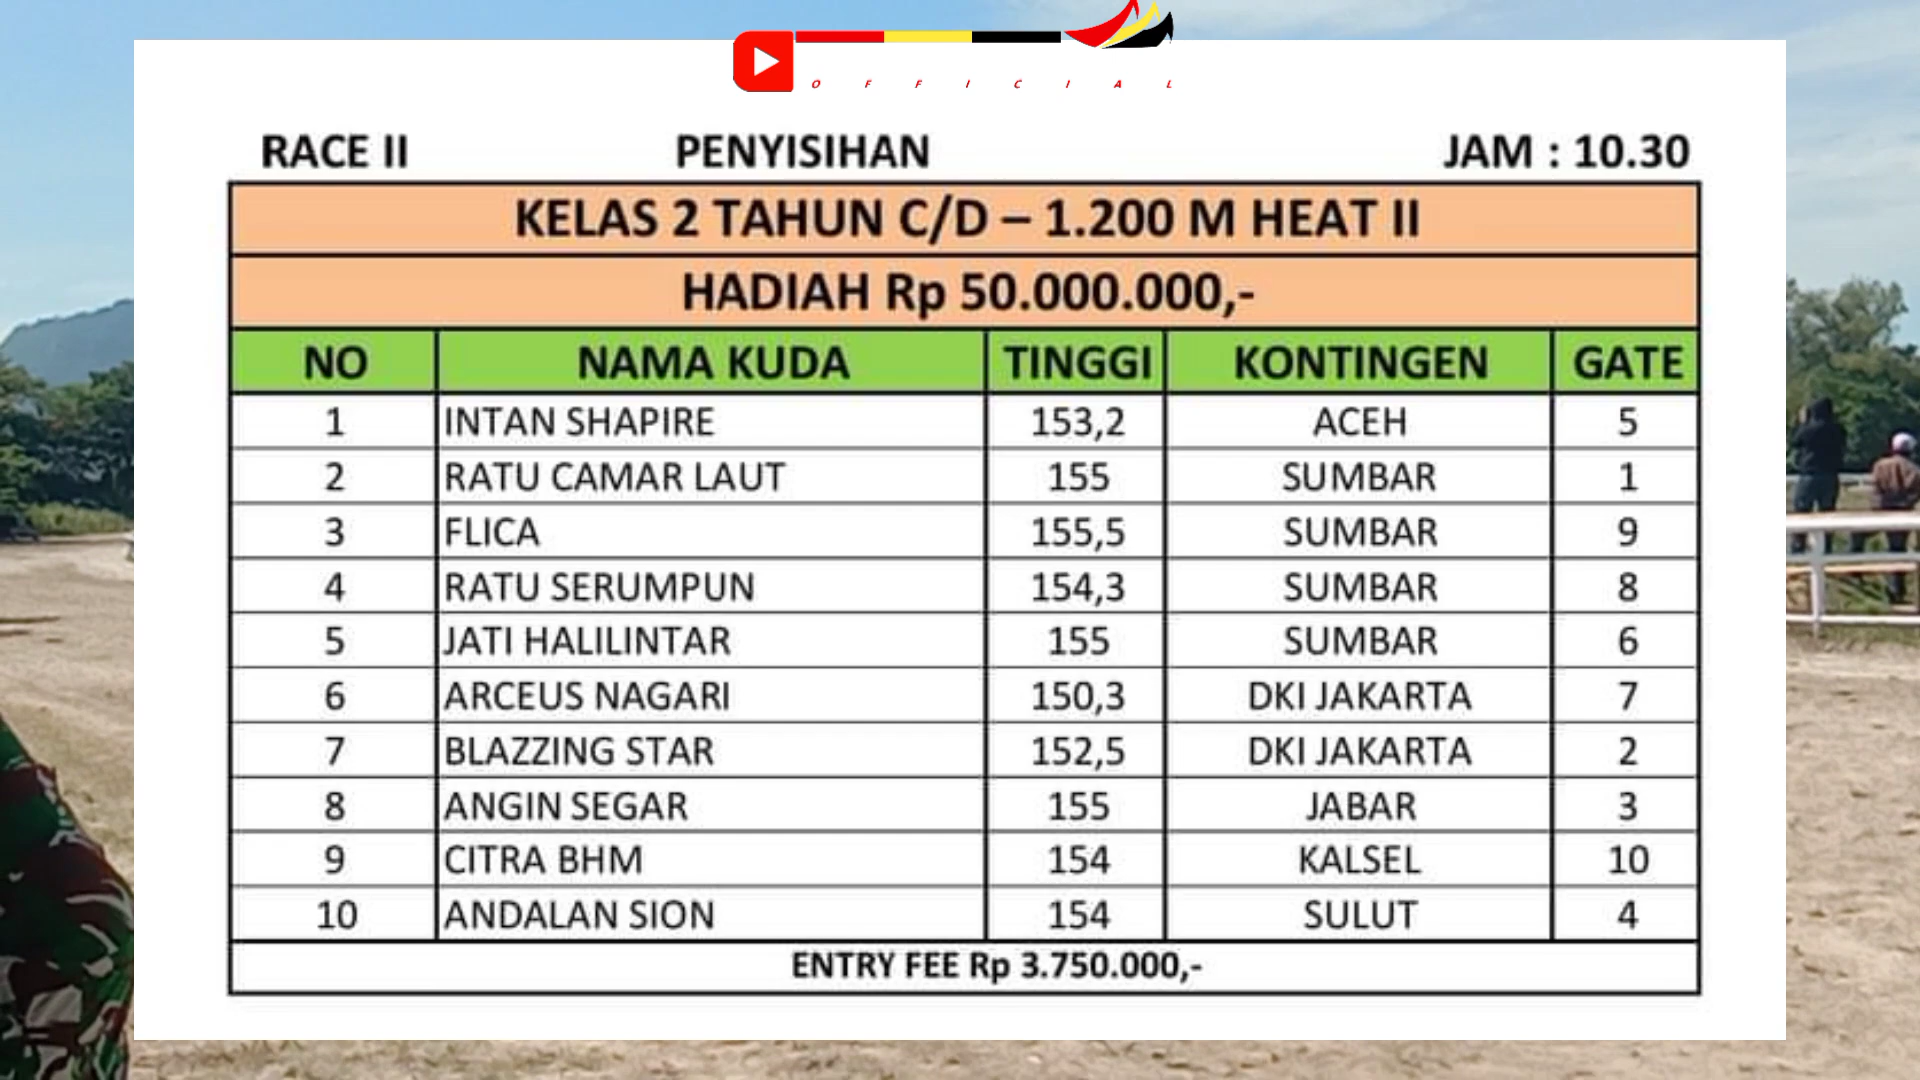 OFFICIAL
RACE II PENYISIHAN JAM : 10.30
KELAS 2 TAHUN C/D – 1.200 M HEAT II
HADIAH Rp 50.000.000,-
NO NAMA KUDA TINGGI KONTINGEN GATE
1 INTAN SHAPIRE 153,2 ACEH 5
2 RATU CAMAR LAUT 155 SUMBAR 1
3 FLICA 155,5 SUMBAR 9
4 RATU SERUMPUN 154,3 SUMBAR 8
5 JATI HALILINTAR 155 SUMBAR 6
6 ARCEUS NAGARI 150,3 DKI JAKARTA 7
7 BLAZZING STAR 152,5 DKI JAKARTA 2
8 ANGIN SEGAR 155 JABAR 3
9 CITRA BHM 154 KALSEL 10
10 ANDALAN SION 154 SULUT 4
ENTRY FEE Rp 3.750.000,-